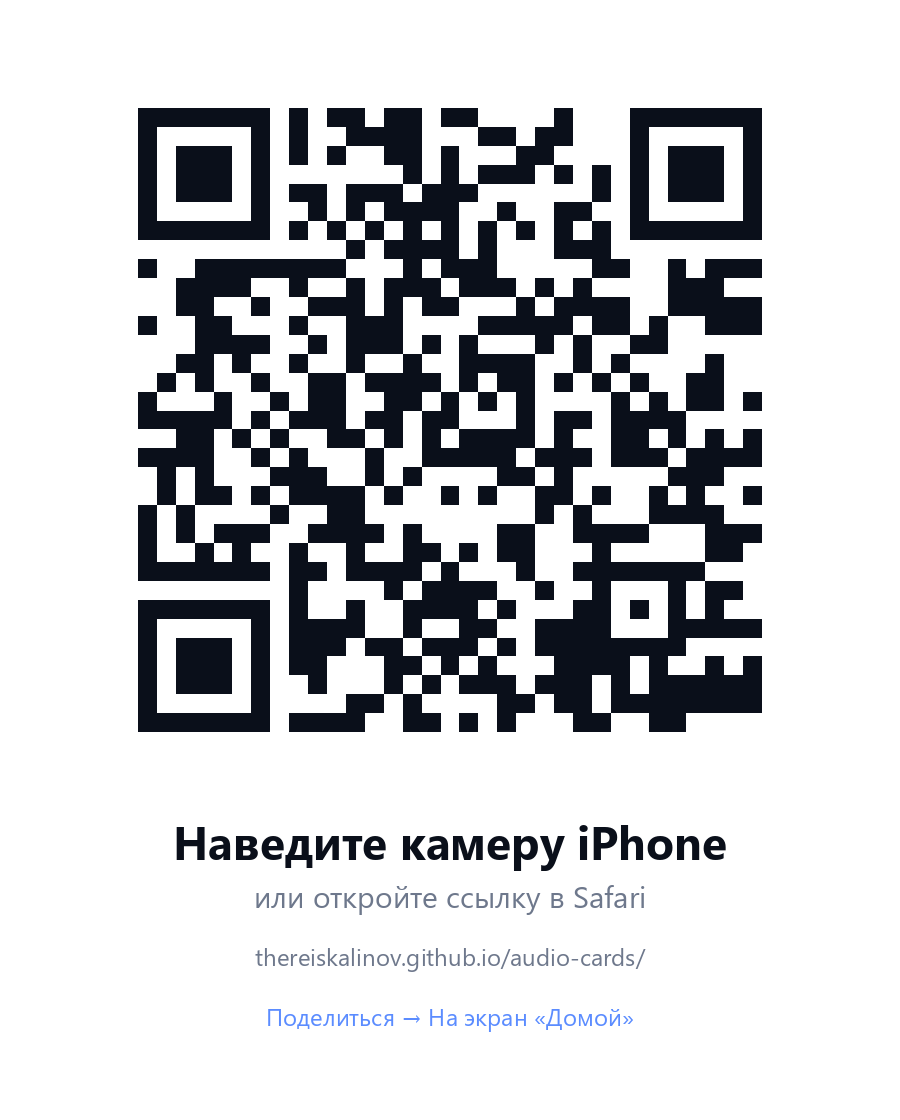 Наведите камеру iPhone
или откройте ссылку в Safari
thereiskalinov.github.io/audio-cards/
Поделиться → На экран «Домой»